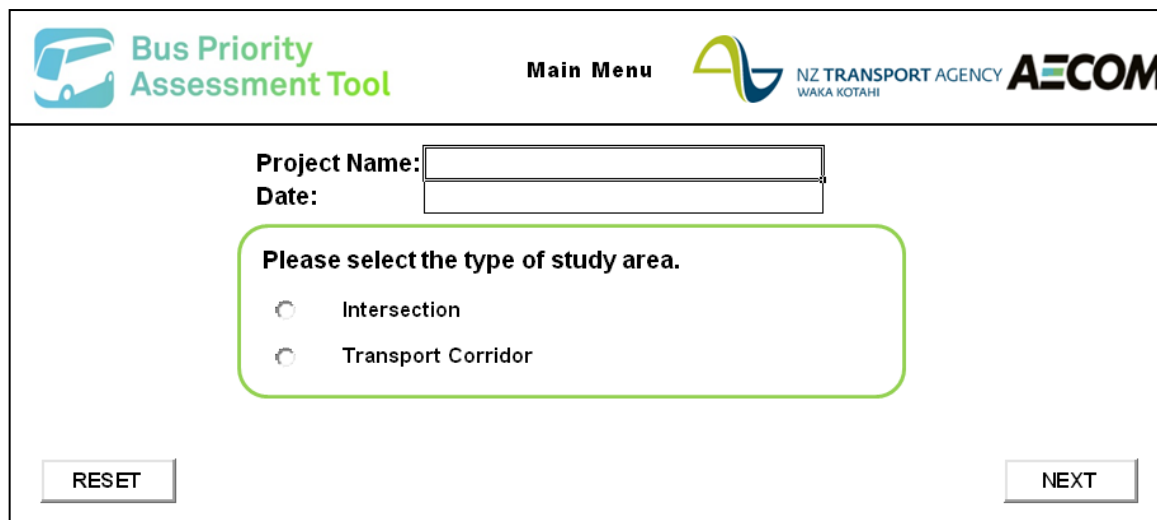 Bus Priority
Assessment Tool
Main Menu
NZ TRANSPORT AGENCY
WAKA KOTAHI
AECOM
Project Name:
Date:
Please select the type of study area.
Intersection
Transport Corridor
RESET
NEXT